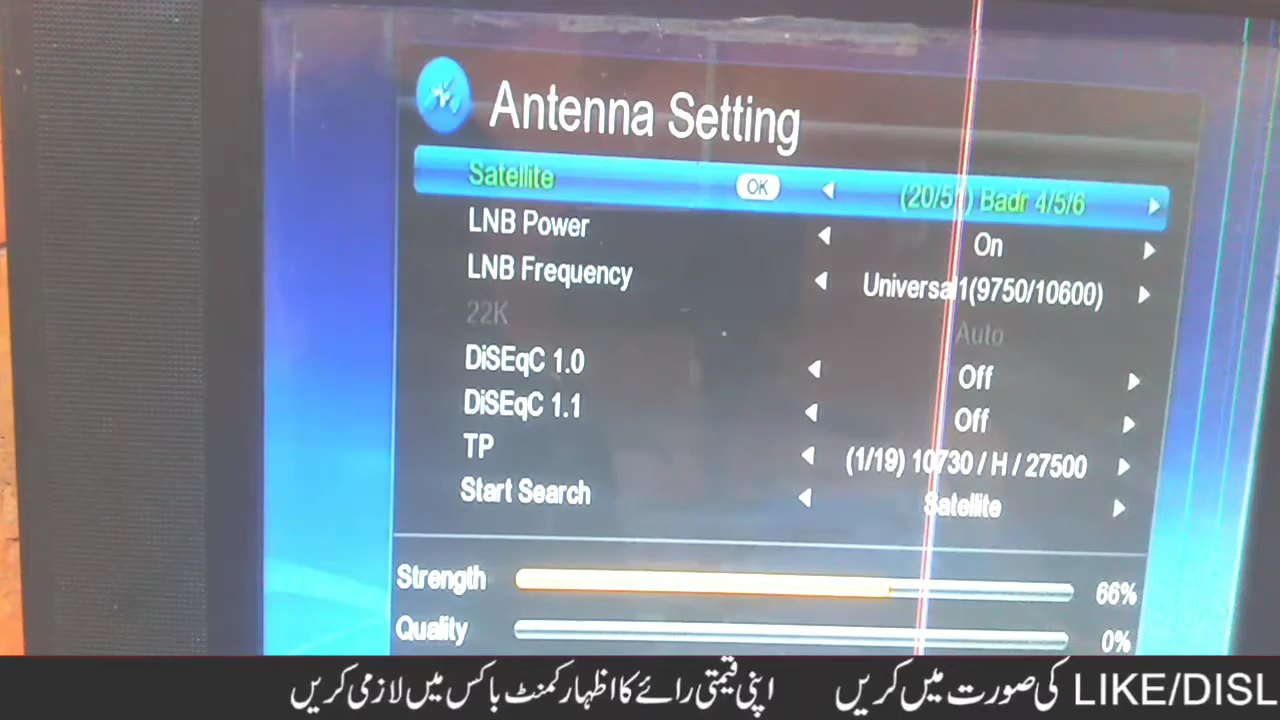 Antenna Setting
Satellite OK Badr 4/5/6
LNB Power On
LNB Frequency Universal1(9750/10600)
22K Auto
DiSEqC 1.0 Off
DiSEqC 1.1 Off
TP (1/19) 10730 / H / 27500
Start Search Satellite
Strength 66%
Quality 0%
LIKE/DISL کی صورت میں کریں اپنی قیمتی رائے کا اظہار کمنٹ باکس میں لازمی کریں